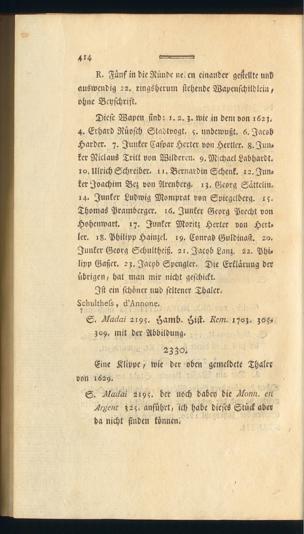 414
R. Fünf in die Ründe neben einander gestellte und
auswendig 22. ringsherum stehende Wapenschildlein,
ohne Beyschrift.
Diese Wapen sind: 1. 2. 3. wie in dem von 1623.
4. Erhard Rüosch Stadtvogt. 5. unbewußt. 6. Jacob
Harder. 7. Junker Caspar Herter von Hertler. 8. Jun-
ker Niclaus Tritt von Wilderen. 9. Michael Labhardt.
10. Ulrich Schreiber. 11. Bernardin Schenk. 12. Jun-
ker Joachim Bez von Arenberg. 13. Georg Sättelin.
14. Junker Ludwig Momprat von Spiegelberg. 15.
Thomas Pramberger. 16. Junker Georg Precht von
Hohenwart. 17. Junker Moritz Herter von Hert-
ler. 18. Philipp Hainzel. 19. Conrad Guldinast. 20.
Junker Georg Schultheiß. 21. Jacob Lanz. 22. Phi-
lipp Gaßer. 23. Jacob Spengler. Die Erklärung der
übrigen, hat man mir nicht geschickt.
Ist ein schöner und seltener Thaler.
Schulthess, d'Annone.
S. Madai 2195. Hamb. Hist. Rem. 1703. 305-
309. mit der Abbildung.
2330.
Eine Klippe, wie der oben gemeldete Thaler
von 1629.
S. Madai 2195. der noch dabey die Monn. en
Argent 325. anführt, ich habe dieses Stück aber
da nicht finden können.